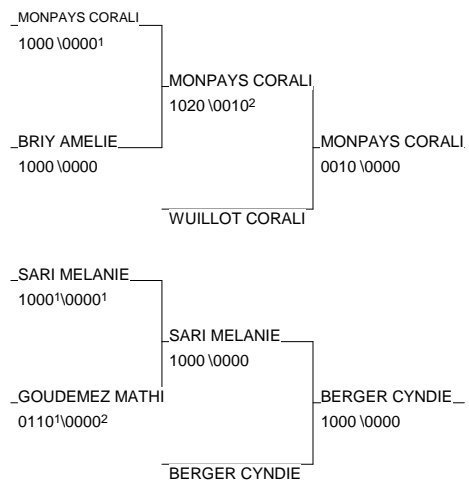 MONPAYS CORALI
1000 \0000¹
MONPAYS CORALI
1020 \0010²
BRIY AMELIE
1000 \0000
MONPAYS CORALI
0010 \0000
WUILLOT CORALI
SARI MELANIE
1000¹\0000¹
SARI MELANIE
1000 \0000
GOUDEMEZ MATHI
0110¹\0000²
BERGER CYNDIE
1000 \0000
BERGER CYNDIE